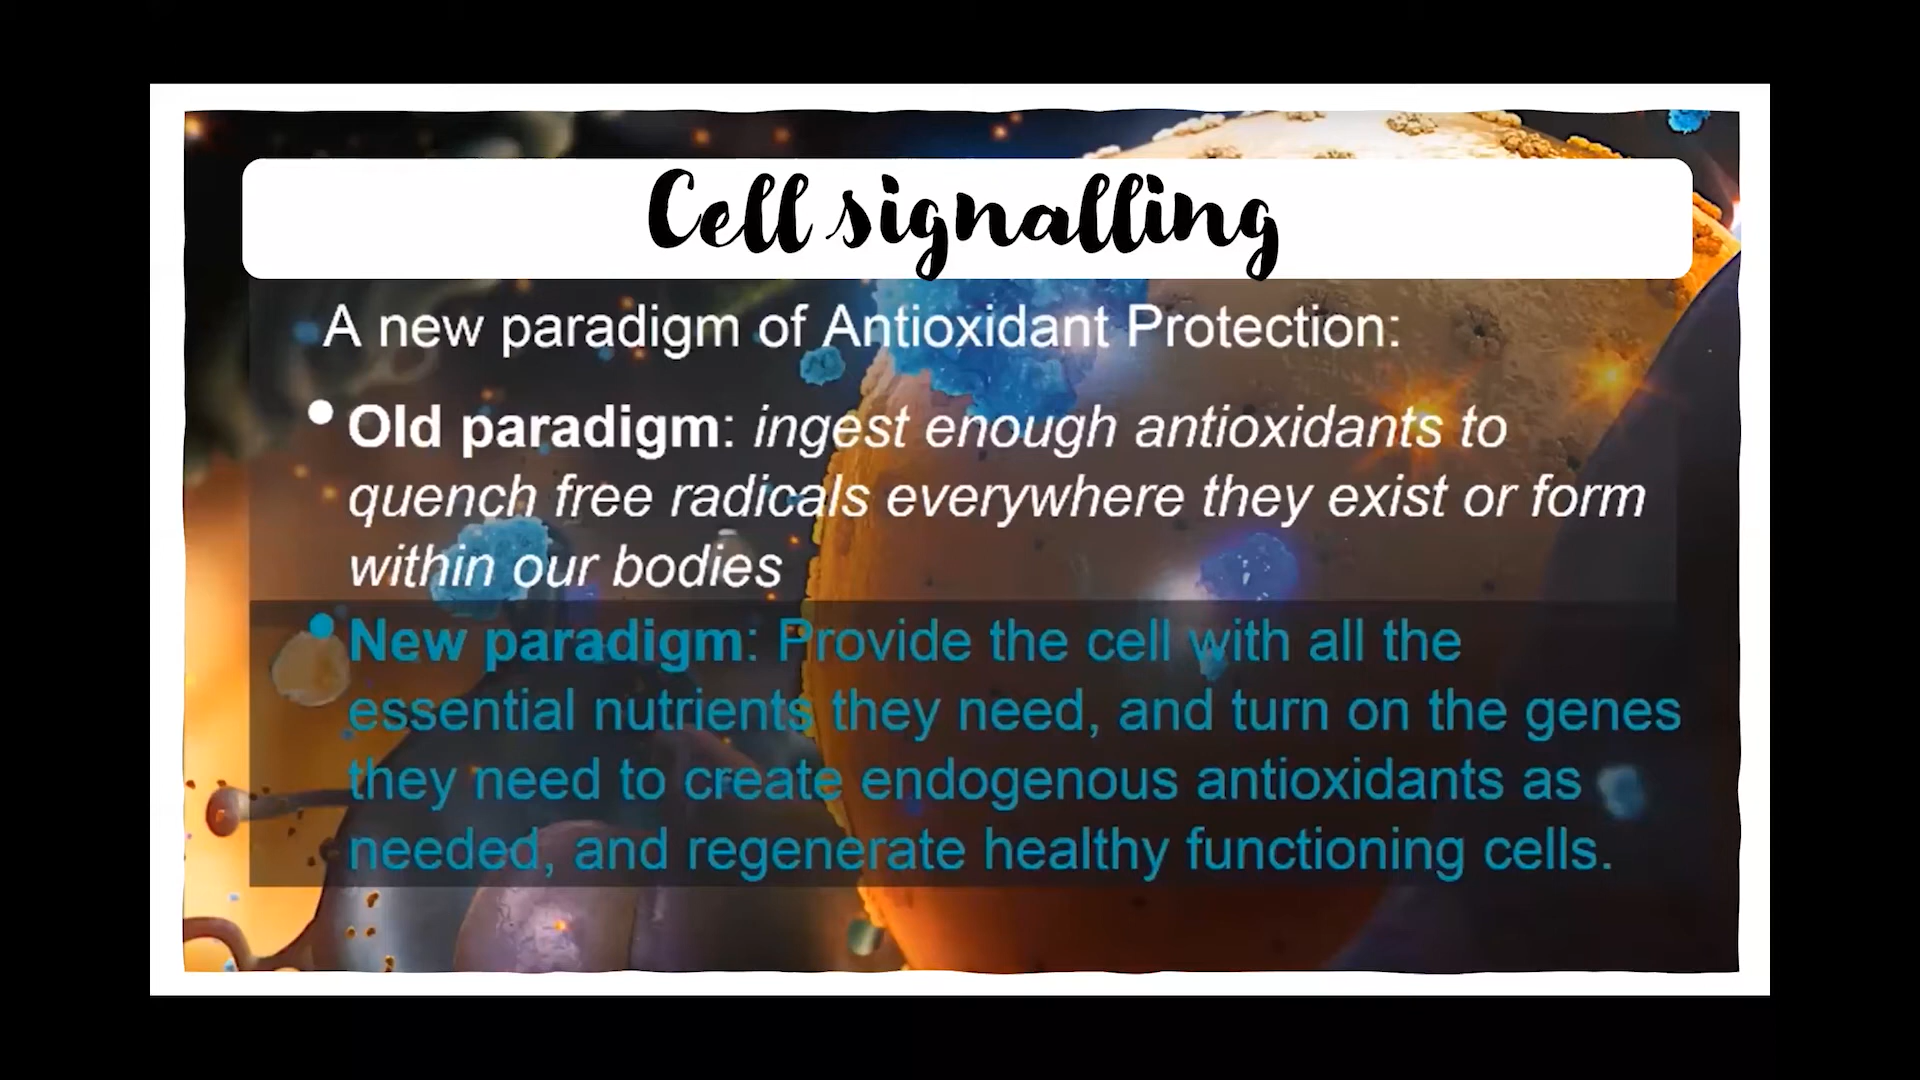 Cell signalling
A new paradigm of Antioxidant Protection:
• Old paradigm: ingest enough antioxidants to
quench free radicals everywhere they exist or form
within our bodies
• New paradigm: Provide the cell with all the
essential nutrients they need, and turn on the genes
they need to create endogenous antioxidants as
needed, and regenerate healthy functioning cells.